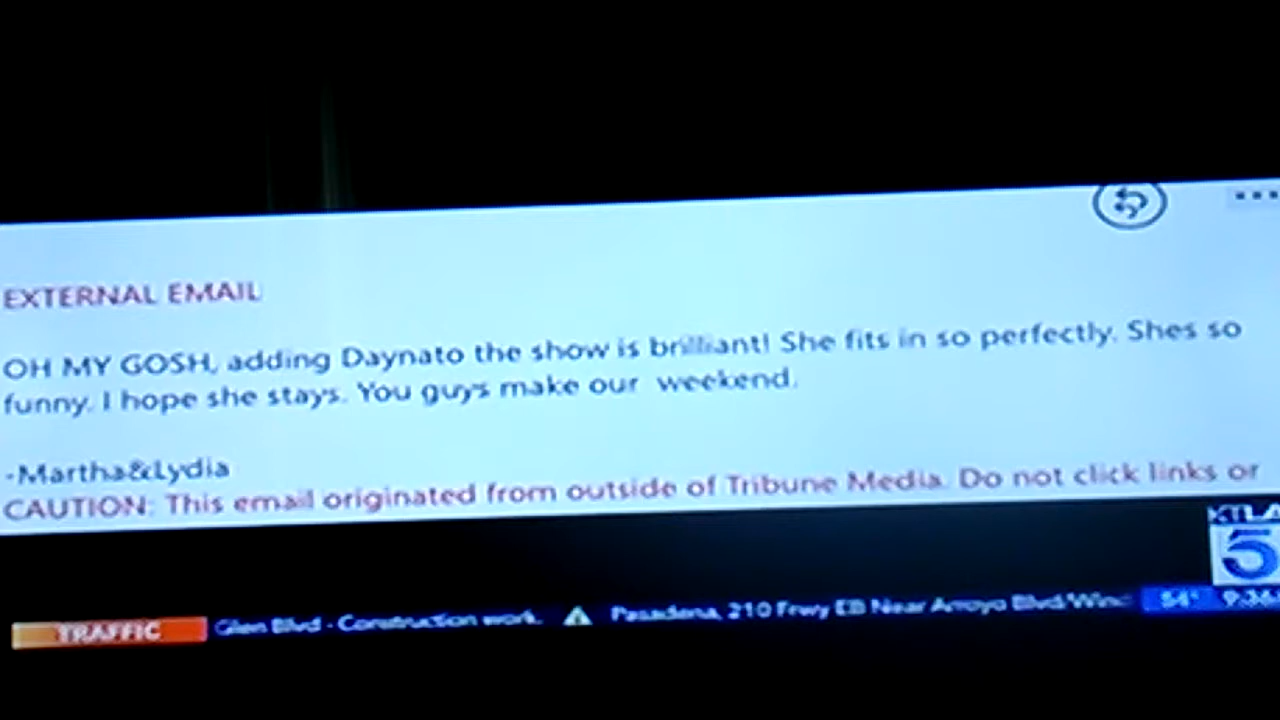 EXTERNAL EMAIL
OH MY GOSH, adding Daynato the show is brilliant! She fits in so perfectly. Shes so
funny. I hope she stays. You guys make our weekend.
-Martha&Lydia
CAUTION: This email originated from outside of Tribune Media. Do not click links or
KTLA
5
TRAFFIC Glen Blvd - Construction work. Pasadena, 210 Frwy EB Near Arroyo Blvd/Wind 54° 9:36